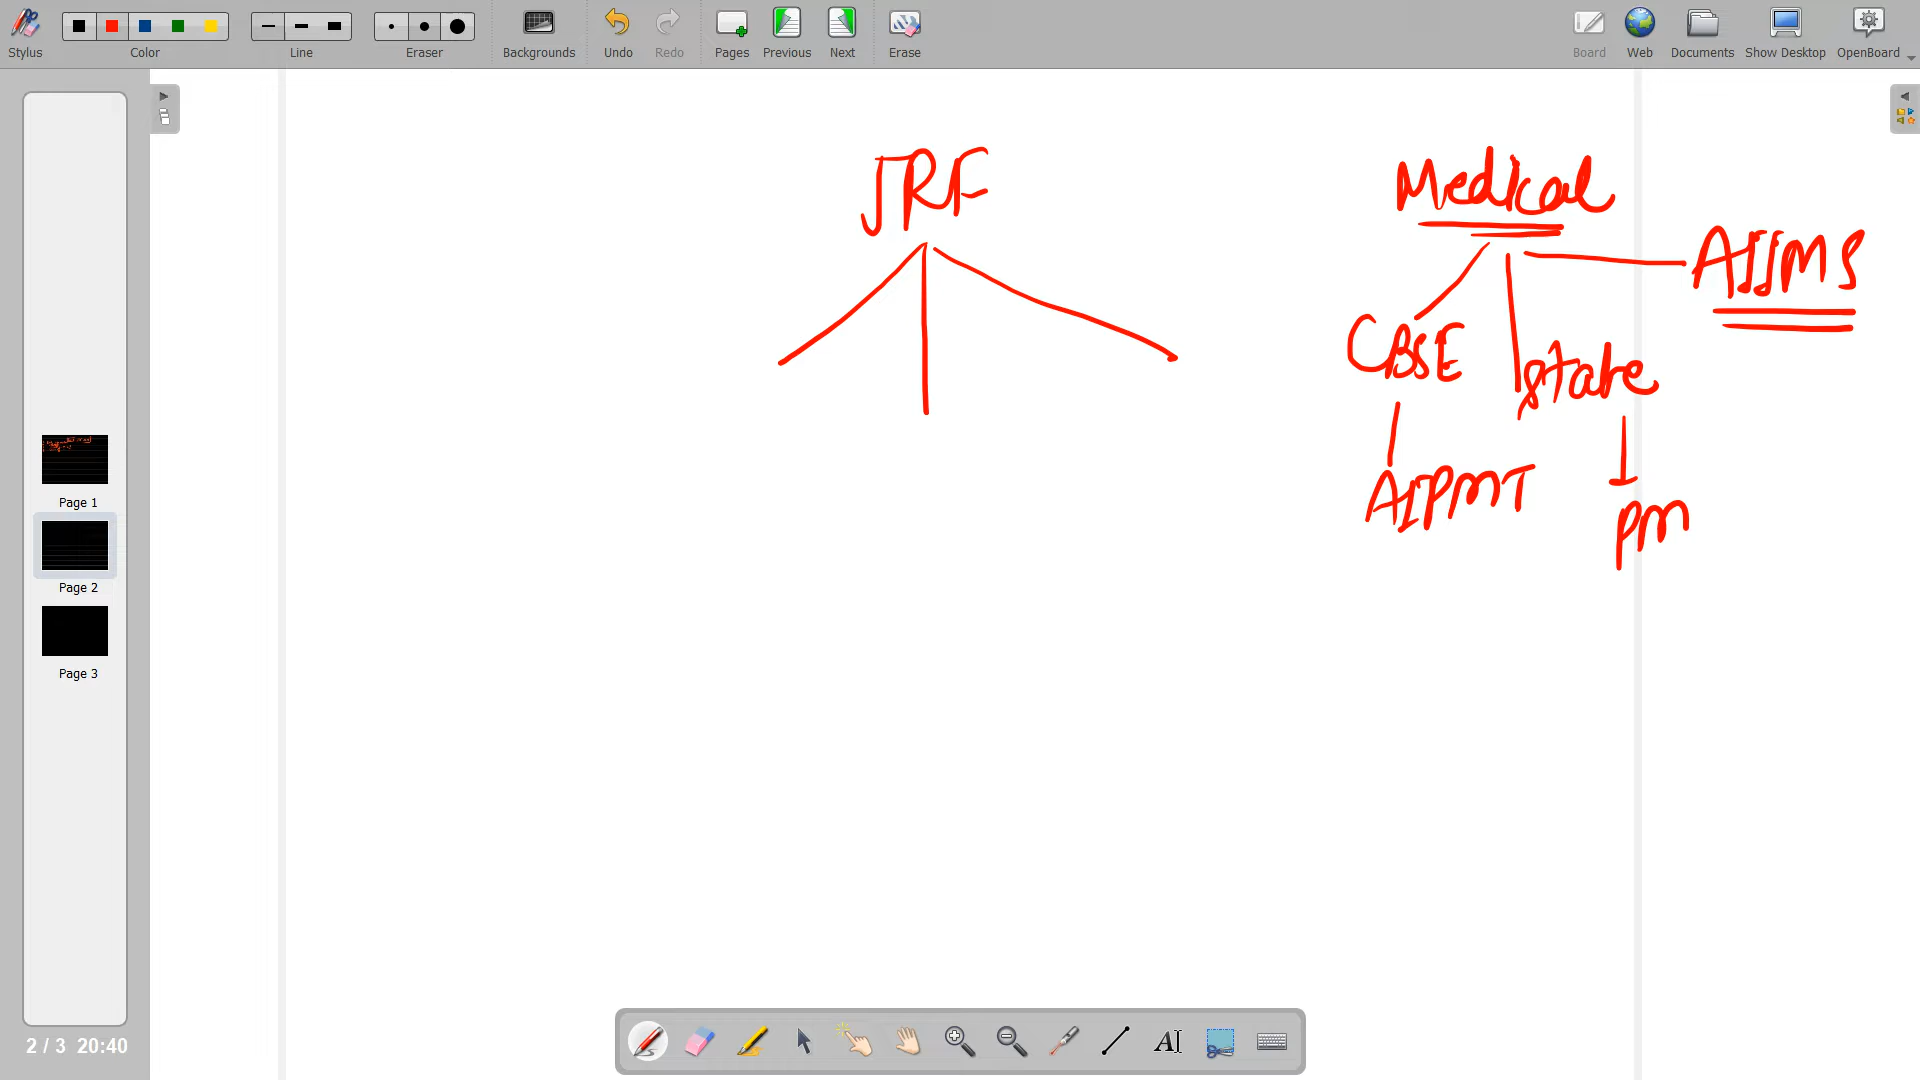 Stylus
Color
Line
Eraser
Backgrounds
Undo
Redo
Pages
Previous
Next
Erase
Board
Web
Documents
Show Desktop
OpenBoard
JRF
Medical
AIIMS
CBSE
state
AIPMT
PM
Page 1
Page 2
Page 3
2 / 3 20:40